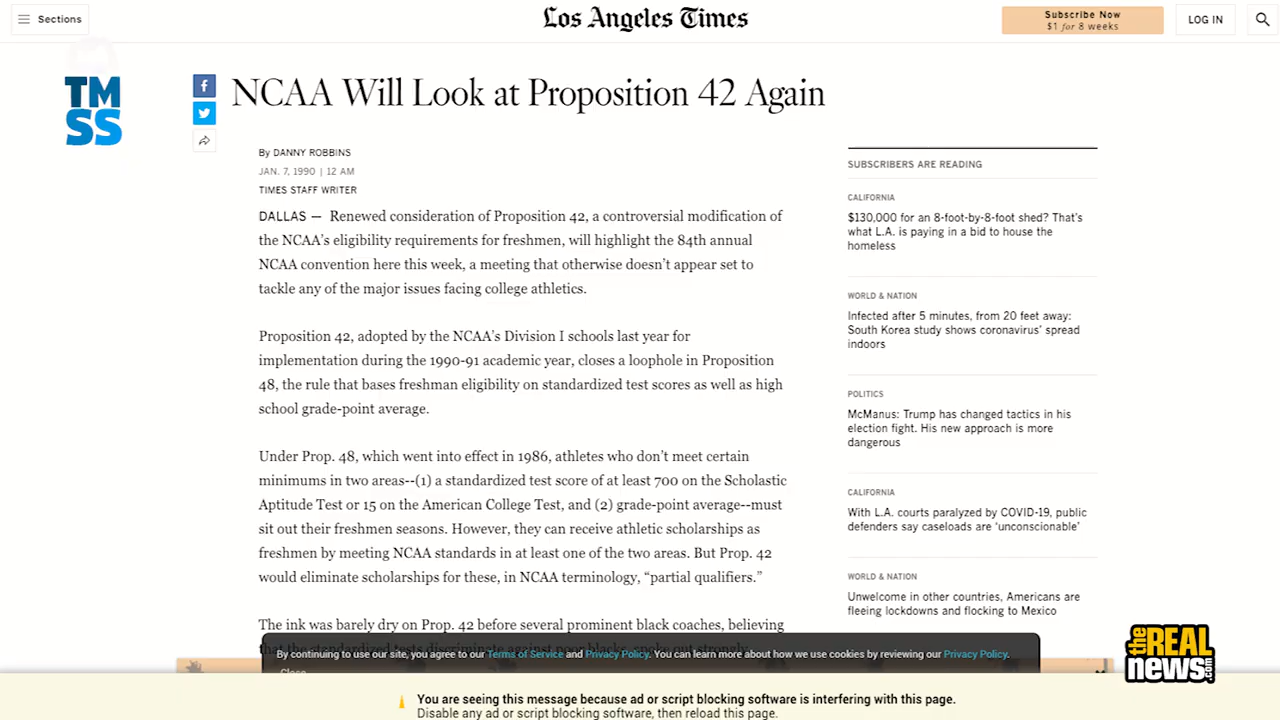 Sections
Los Angeles Times
Subscribe Now
$1 for 8 weeks
LOG IN
TM
SS
NCAA Will Look at Proposition 42 Again
By DANNY ROBBINS
JAN. 7, 1990 | 12 AM
TIMES STAFF WRITER
DALLAS — Renewed consideration of Proposition 42, a controversial modification of
the NCAA’s eligibility requirements for freshmen, will highlight the 84th annual
NCAA convention here this week, a meeting that otherwise doesn’t appear set to
tackle any of the major issues facing college athletics.
Proposition 42, adopted by the NCAA’s Division I schools last year for
implementation during the 1990-91 academic year, closes a loophole in Proposition
48, the rule that bases freshman eligibility on standardized test scores as well as high
school grade-point average.
Under Prop. 48, which went into effect in 1986, athletes who don’t meet certain
minimums in two areas--(1) a standardized test score of at least 700 on the Scholastic
Aptitude Test or 15 on the American College Test, and (2) grade-point average--must
sit out their freshmen seasons. However, they can receive athletic scholarships as
freshmen by meeting NCAA standards in at least one of the two areas. But Prop. 42
would eliminate scholarships for these, in NCAA terminology, “partial qualifiers.”
The ink was barely dry on Prop. 42 before several prominent black coaches, believing
that the standardized tests discriminate against poor blacks, spoke out strongly
SUBSCRIBERS ARE READING
CALIFORNIA
$130,000 for an 8-foot-by-8-foot shed? That’s
what L.A. is paying in a bid to house the
homeless
WORLD & NATION
Infected after 5 minutes, from 20 feet away:
South Korea study shows coronavirus’ spread
indoors
POLITICS
McManus: Trump has changed tactics in his
election fight. His new approach is more
dangerous
CALIFORNIA
With L.A. courts paralyzed by COVID-19, public
defenders say caseloads are ‘unconscionable’
WORLD & NATION
Unwelcome in other countries, Americans are
fleeing lockdowns and flocking to Mexico
By continuing to use our site, you agree to our Terms of Service and Privacy Policy. You can learn more about how we use cookies by reviewing our Privacy Policy.
Close
the REAL
news.com
You are seeing this message because ad or script blocking software is interfering with this page.
Disable any ad or script blocking software, then reload this page.